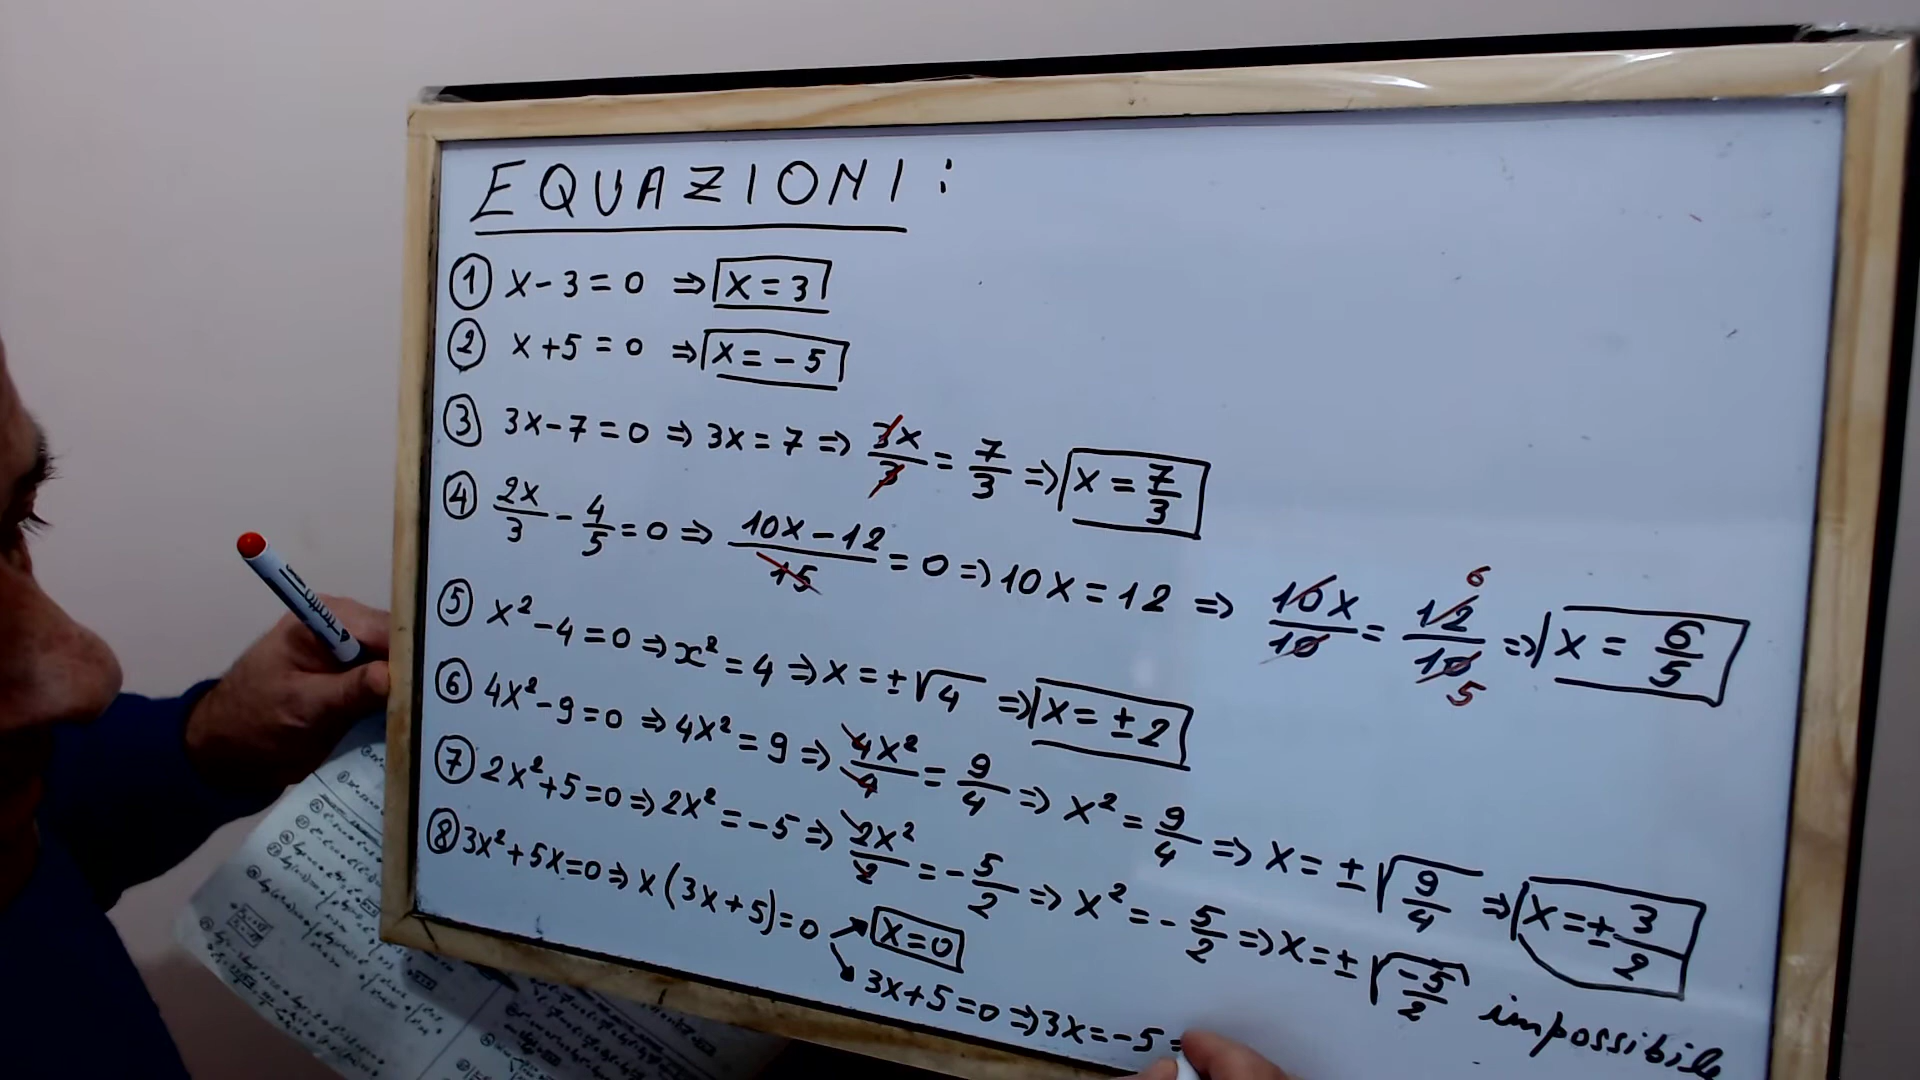 EQUAZIONI:
① x-3=0 ⇒ x=3
② x+5=0 ⇒ x=-5
③ 3x-7=0 ⇒ 3x=7 ⇒ 3x/3 = 7/3 ⇒ x=7/3
④ 2x/3 - 4/5 = 0 ⇒ (10x-12)/15 = 0 ⇒ 10x=12 ⇒ 10x/10 = 12/10 6 5 ⇒ x = 6/5
⑤ x²-4=0 ⇒ x²=4 ⇒ x=±√4 ⇒ x=±2
⑥ 4x²-9=0 ⇒ 4x²=9 ⇒ 4x²/4 = 9/4 ⇒ x²=9/4 ⇒ x=±√(9/4) ⇒ x=±3/2
⑦ 2x²+5=0 ⇒ 2x²=-5 ⇒ 2x²/2 = -5/2 ⇒ x²=-5/2 ⇒ x=±√(-5/2) impossibile
⑧ 3x²+5x=0 ⇒ x(3x+5)=0 ↗ x=0
↘ 3x+5=0 ⇒ 3x=-5 =